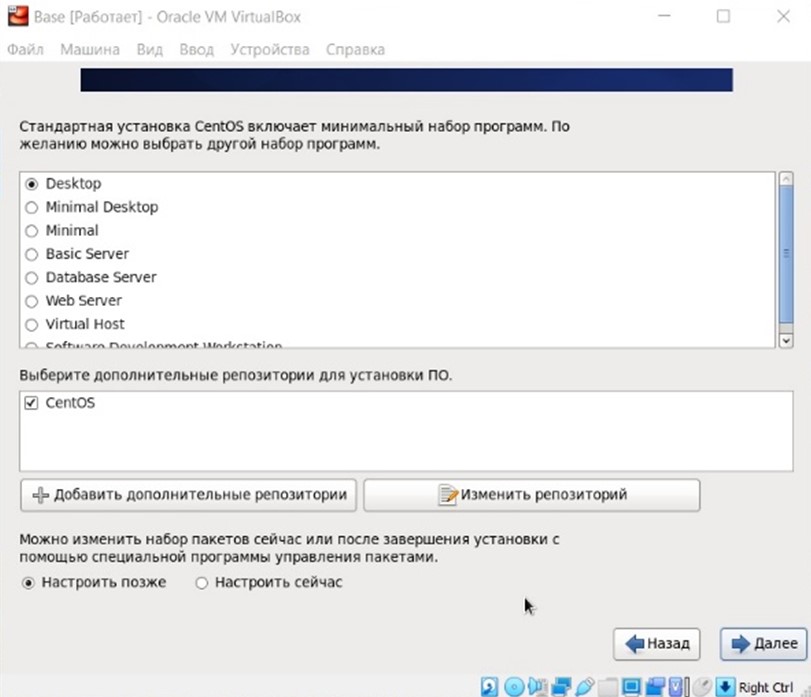 Base [Работает] - Oracle VM VirtualBox
Файл Машина Вид Ввод Устройства Справка
Стандартная установка CentOS включает минимальный набор программ. По
желанию можно выбрать другой набор программ.
Desktop
Minimal Desktop
Minimal
Basic Server
Database Server
Web Server
Virtual Host
Software Development Workstation
Выберите дополнительные репозитории для установки ПО.
CentOS
Добавить дополнительные репозитории Изменить репозиторий
Можно изменить набор пакетов сейчас или после завершения установки с
помощью специальной программы управления пакетами.
Настроить позже Настроить сейчас
Назад Далее
Right Ctrl